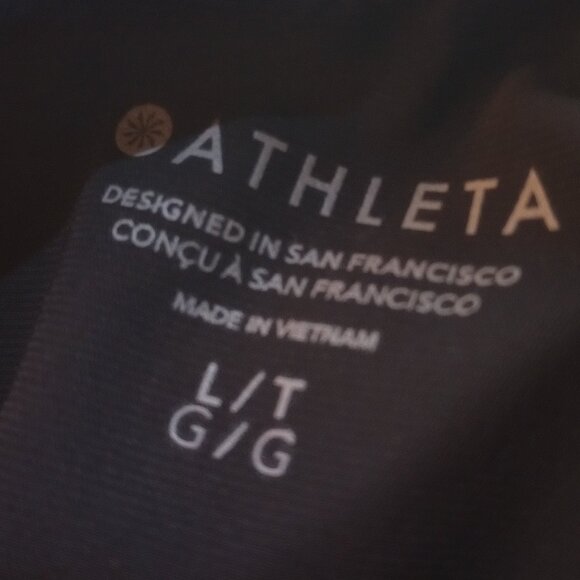 ATHLETA
DESIGNED IN SAN FRANCISCO
CONÇU À SAN FRANCISCO
MADE IN VIETNAM
L/T
G/G